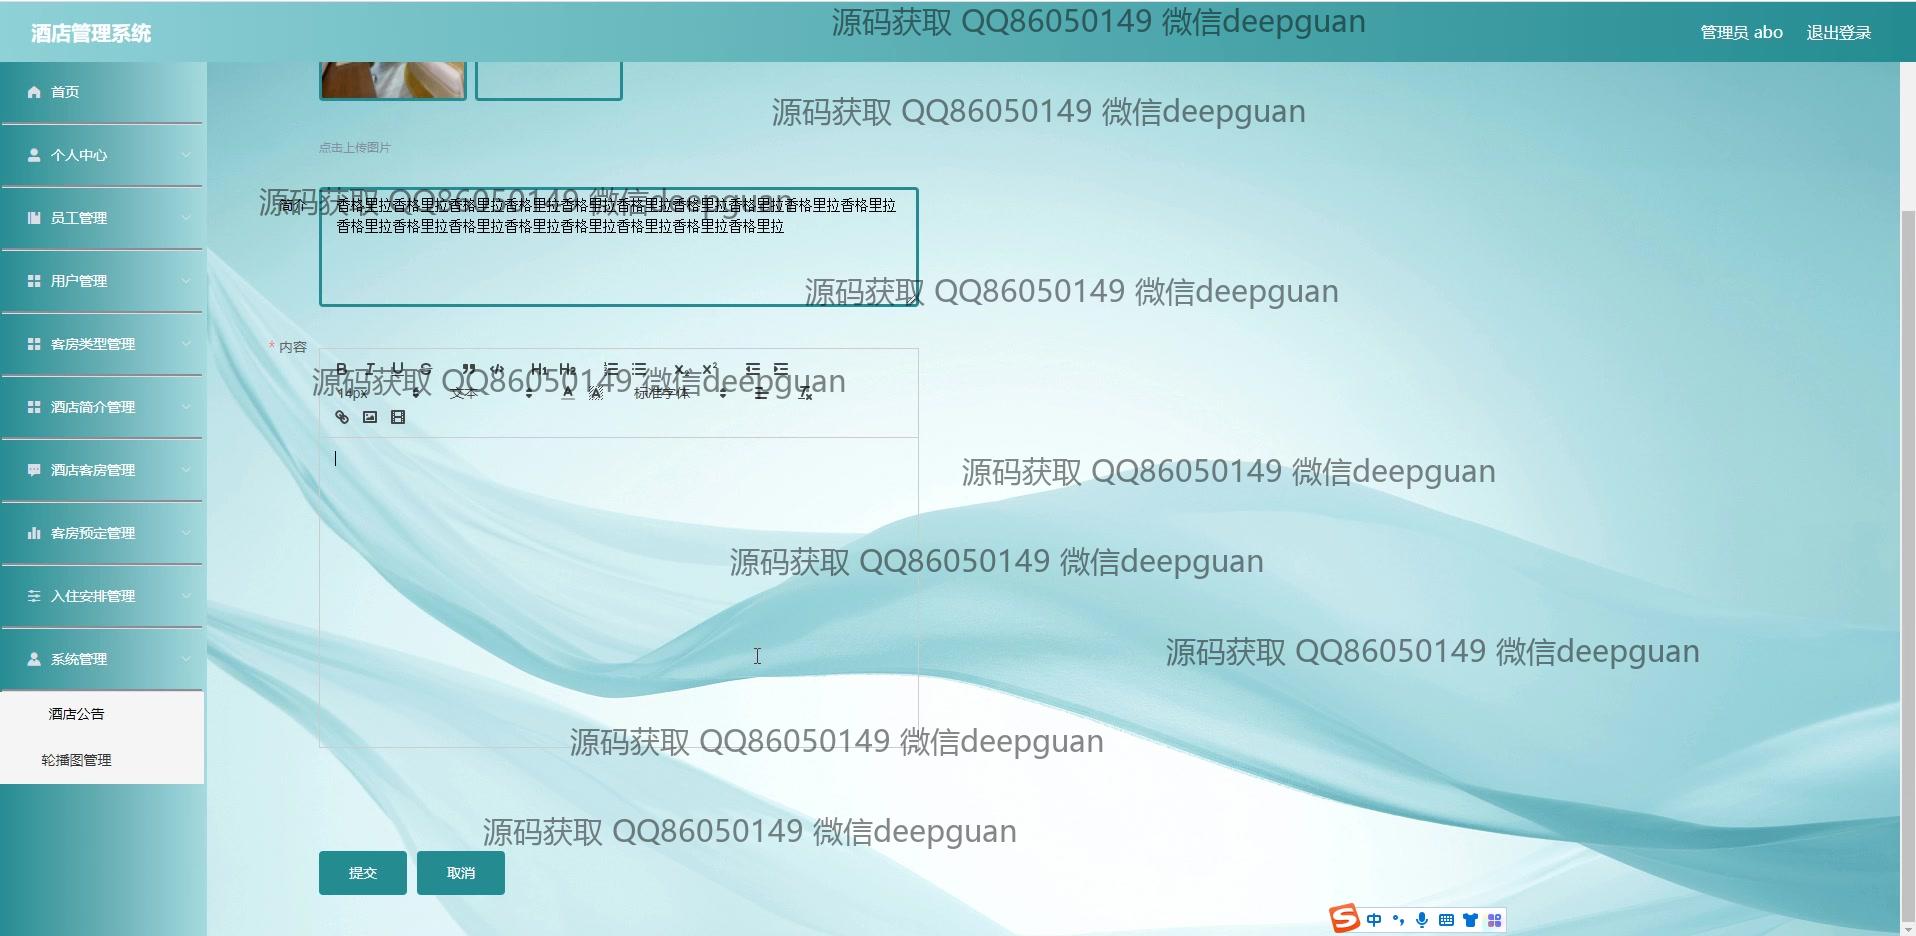 酒店管理系统
源码获取 QQ86050149 微信deepguan
管理员 abo
退出登录
首页
源码获取 QQ86050149 微信deepguan
点击上传图片
个人中心
源码获取 QQ86050149 微信deepguan
简介
香格里拉香格里拉香格里拉香格里拉香格里拉香格里拉香格里拉香格里拉香格里拉香格里拉
香格里拉香格里拉香格里拉香格里拉香格里拉香格里拉香格里拉香格里拉
员工管理
用户管理
源码获取 QQ86050149 微信deepguan
客房类型管理
* 内容
B I U S H1 H2 X2 X2
源码获取 QQ86050149 微信deepguan
14px 文本 A A 标准字体 Tx
酒店简介管理
酒店客房管理
源码获取 QQ86050149 微信deepguan
客房预定管理
源码获取 QQ86050149 微信deepguan
入住安排管理
系统管理
源码获取 QQ86050149 微信deepguan
酒店公告
源码获取 QQ86050149 微信deepguan
轮播图管理
源码获取 QQ86050149 微信deepguan
提交
取消
S 中